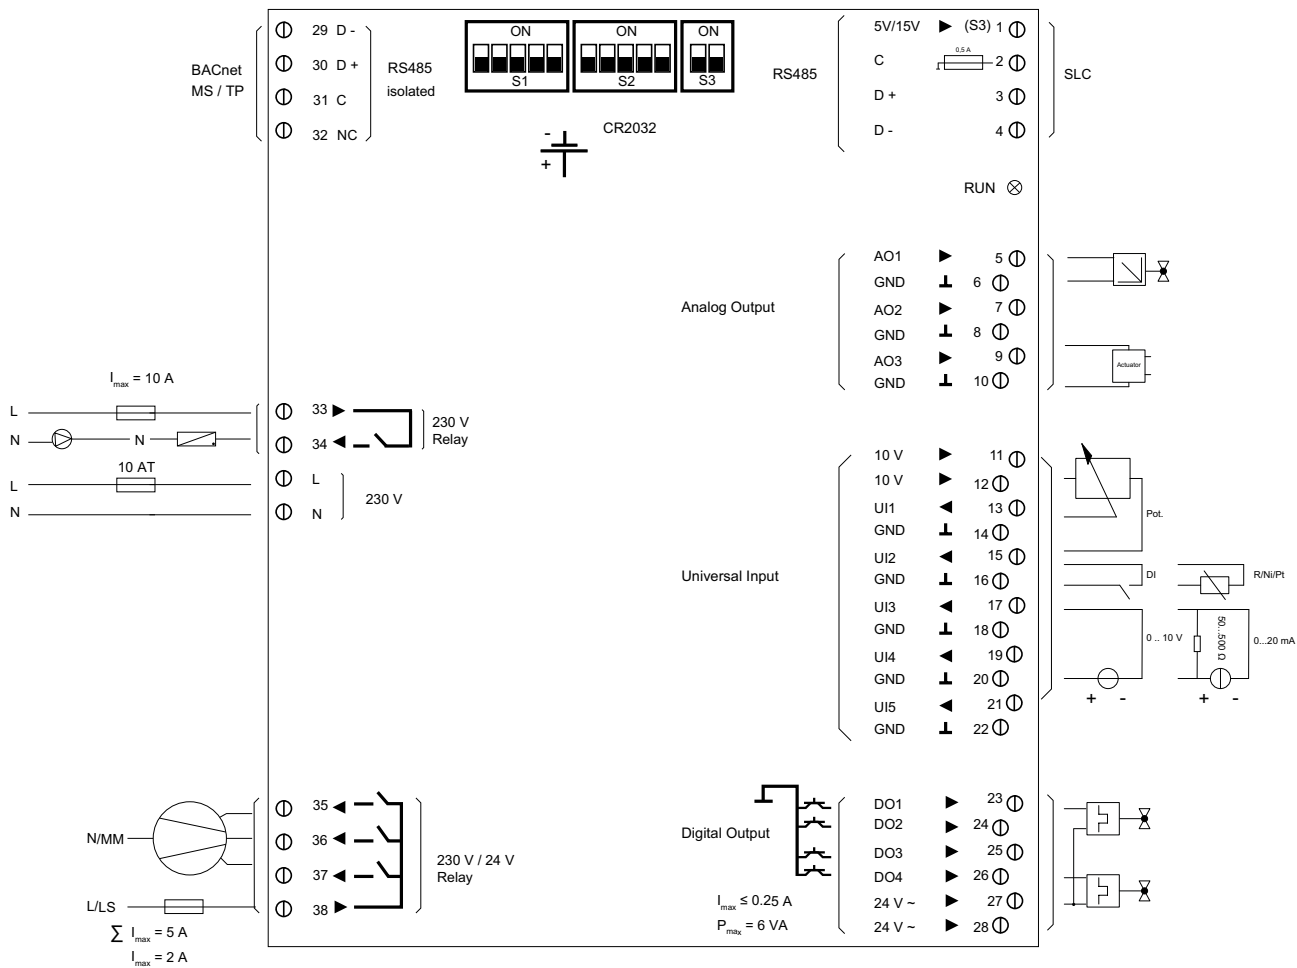 BACnet
MS / TP
29 D -
30 D +
31 C
32 NC
RS485
isolated
ON
S1
ON
S2
ON
S3
-
+
CR2032
RS485
5V/15V (S3) 1
C 0,5 A 2
D + 3
D - 4
SLC
RUN
Analog Output
AO1 5
GND 6
AO2 7
GND 8
AO3 9
GND 10
Actuator
Imax = 10 A
L
N N
33
34
230 V
Relay
10 AT
L
N
L
N
230 V
Universal Input
10 V 11
10 V 12
UI1 13
GND 14
UI2 15
GND 16
UI3 17
GND 18
UI4 19
GND 20
UI5 21
GND 22
Pot.
DI
R/Ni/Pt
0 .. 10 V
50...500 Ω
0...20 mA
+ -
+ -
N/MM
L/LS
∑ Imax = 5 A
Imax = 2 A
35
36
37
38
230 V / 24 V
Relay
Digital Output
Imax ≤ 0.25 A
Pmax = 6 VA
DO1 23
DO2 24
DO3 25
DO4 26
24 V ~ 27
24 V ~ 28